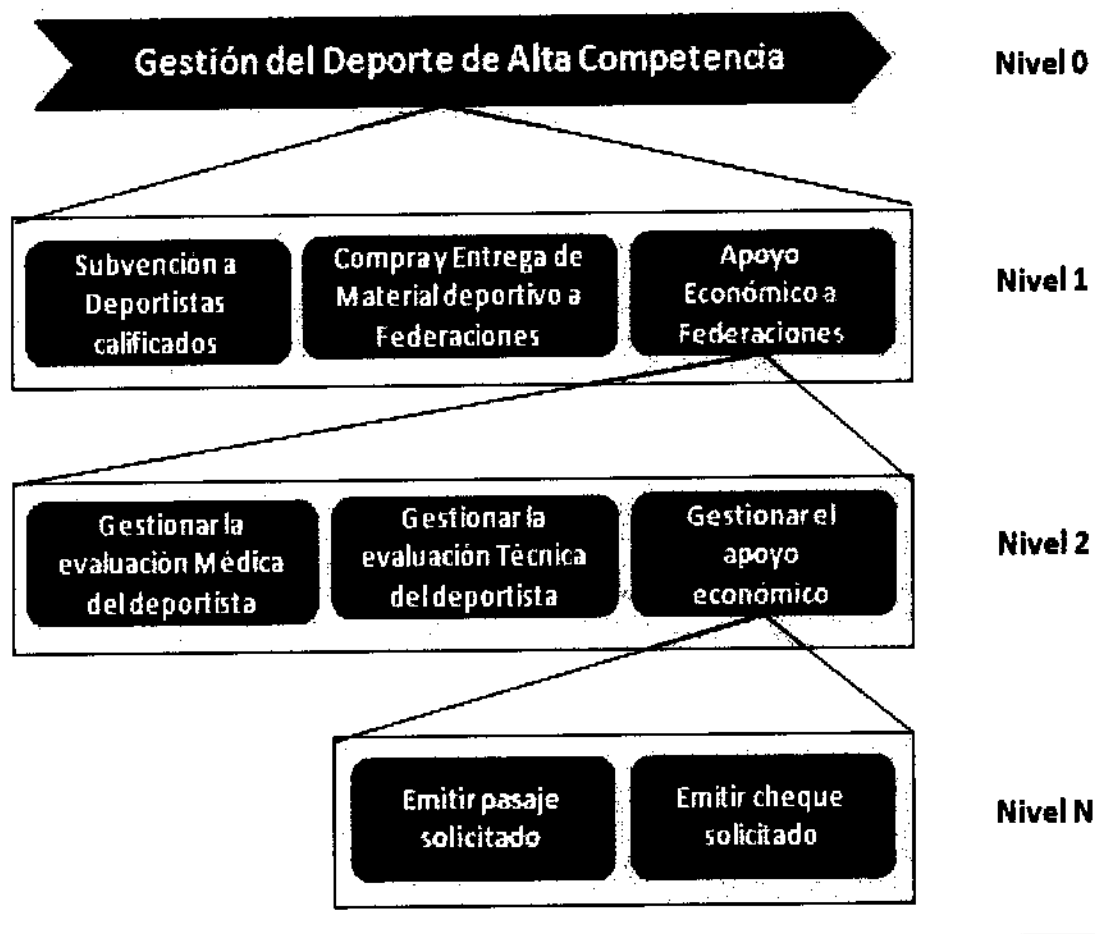 Gestión del Deporte de Alta Competencia
Nivel 0
Subvención a
Deportistas
calificados
Compra y Entrega de
Material deportivo a
Federaciones
Apoyo
Económico a
Federaciones
Nivel 1
Gestionar la
evaluación Médica
del deportista
Gestionar la
evaluación Técnica
del deportista
Gestionar el
apoyo
económico
Nivel 2
Emitir pasaje
solicitado
Emitir cheque
solicitado
Nivel N